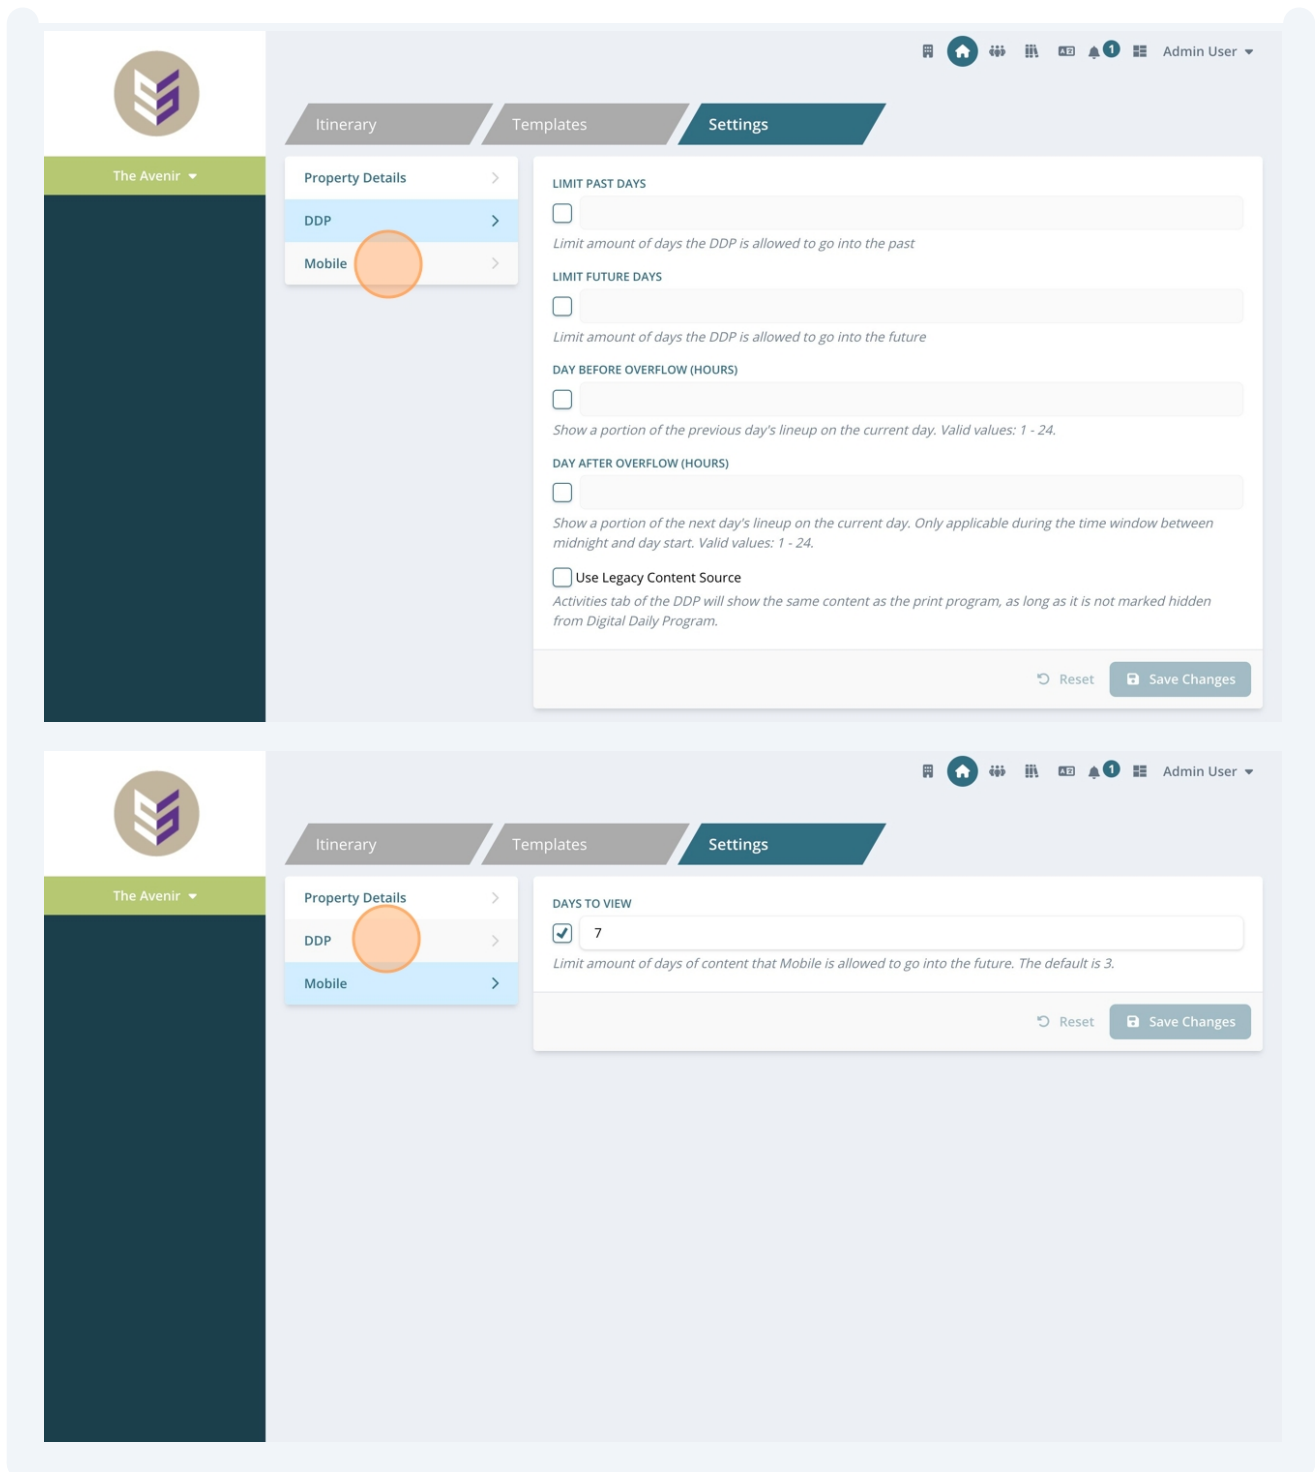 1
Admin User
Itinerary
Templates
Settings
The Avenir
Property Details
DDP
Mobile
LIMIT PAST DAYS
Limit amount of days the DDP is allowed to go into the past
LIMIT FUTURE DAYS
Limit amount of days the DDP is allowed to go into the future
DAY BEFORE OVERFLOW (HOURS)
Show a portion of the previous day's lineup on the current day. Valid values: 1 - 24.
DAY AFTER OVERFLOW (HOURS)
Show a portion of the next day's lineup on the current day. Only applicable during the time window between
midnight and day start. Valid values: 1 - 24.
Use Legacy Content Source
Activities tab of the DDP will show the same content as the print program, as long as it is not marked hidden
from Digital Daily Program.
Reset
Save Changes
1
Admin User
Itinerary
Templates
Settings
The Avenir
Property Details
DDP
Mobile
DAYS TO VIEW
7
Limit amount of days of content that Mobile is allowed to go into the future. The default is 3.
Reset
Save Changes